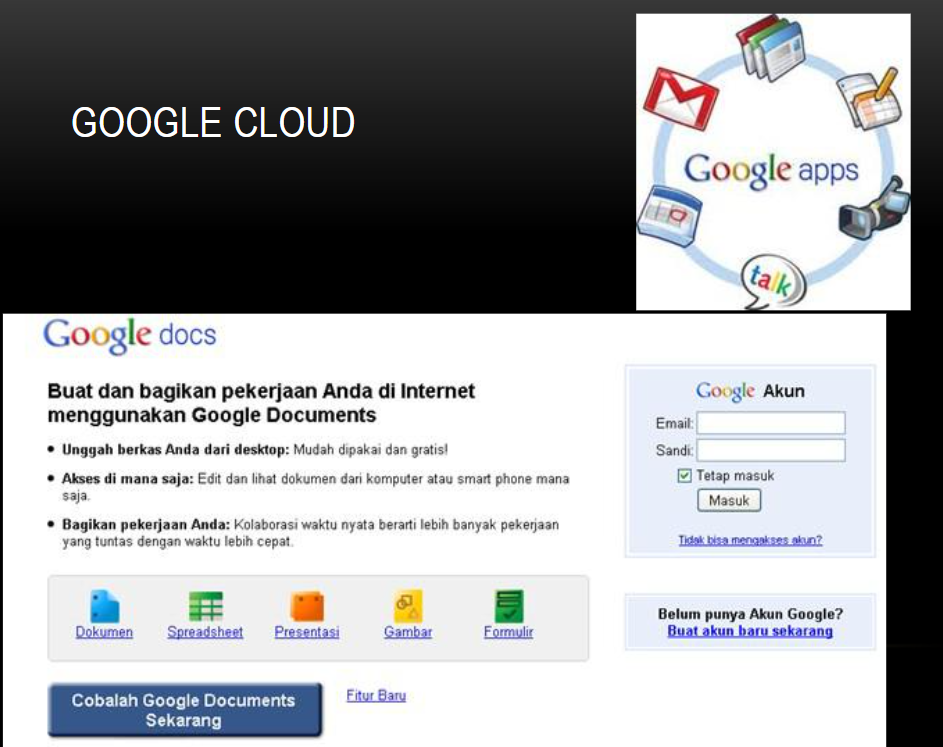 GOOGLE CLOUD
Google apps
talk
Google docs
Buat dan bagikan pekerjaan Anda di Internet
menggunakan Google Documents
• Unggah berkas Anda dari desktop: Mudah dipakai dan gratis!
• Akses di mana saja: Edit dan lihat dokumen dari komputer atau smart phone mana
saja.
• Bagikan pekerjaan Anda: Kolaborasi waktu nyata berarti lebih banyak pekerjaan
yang tuntas dengan waktu lebih cepat.
Dokumen
Spreadsheet
Presentasi
Gambar
Formulir
Cobalah Google Documents
Sekarang
Fitur Baru
Google Akun
Email:
Sandi:
Tetap masuk
Masuk
Tidak bisa mengakses akun?
Belum punya Akun Google?
Buat akun baru sekarang